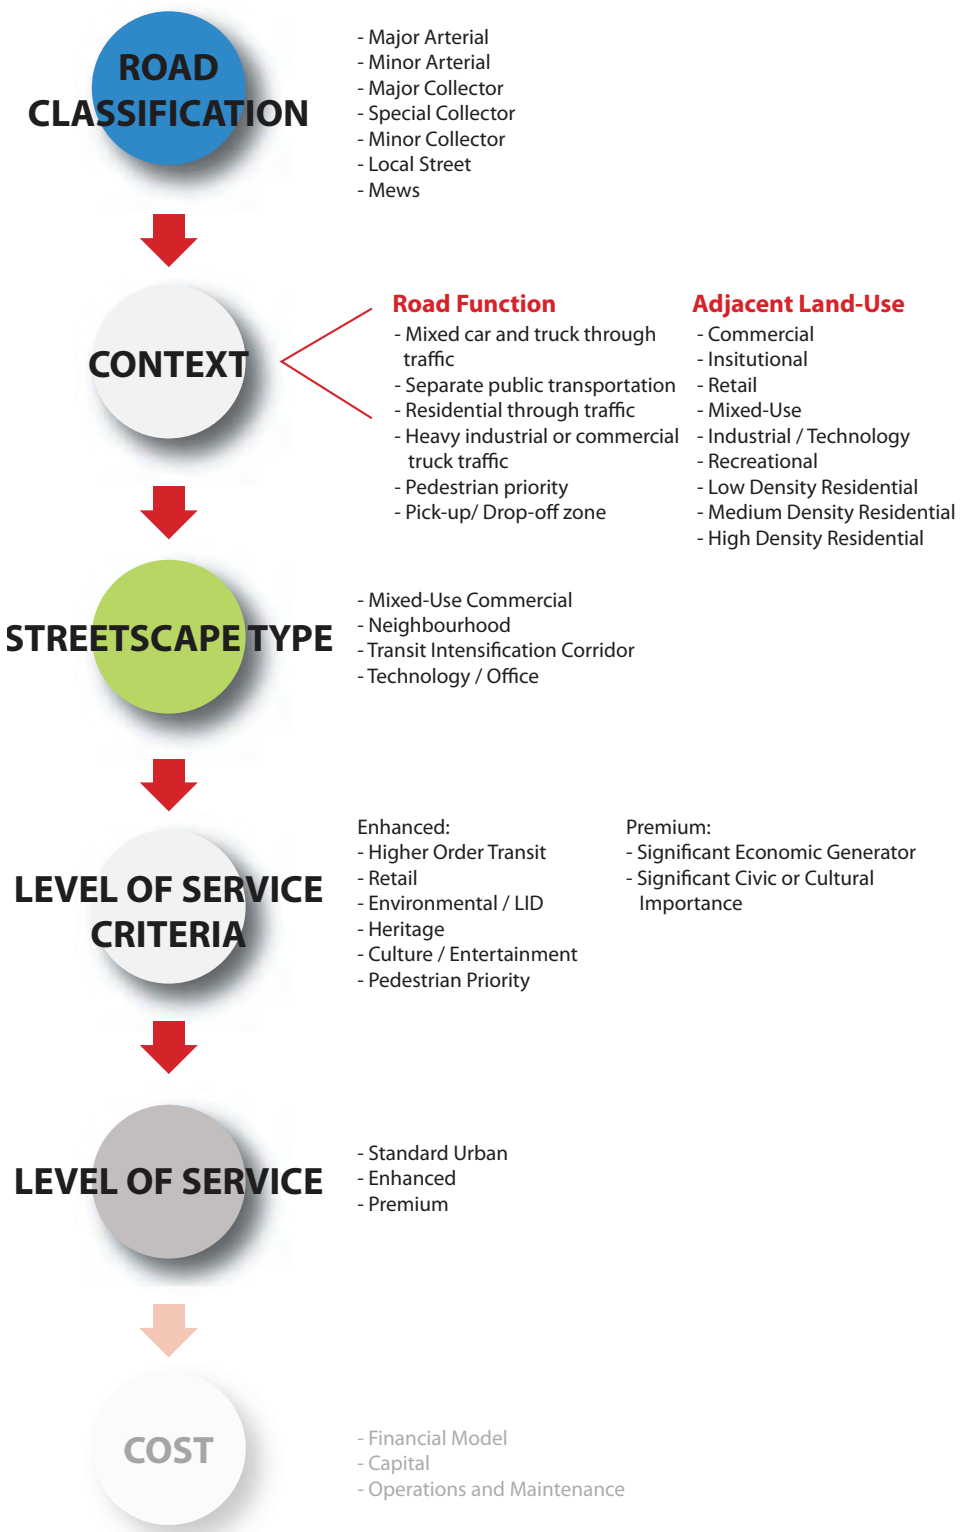 ROAD
CLASSIFICATION
- Major Arterial
- Minor Arterial
- Major Collector
- Special Collector
- Minor Collector
- Local Street
- Mews
CONTEXT
Road Function
- Mixed car and truck through
traffic
- Separate public transportation
- Residential through traffic
- Heavy industrial or commercial
truck traffic
- Pedestrian priority
- Pick-up/ Drop-off zone
Adjacent Land-Use
- Commercial
- Insitutional
- Retail
- Mixed-Use
- Industrial / Technology
- Recreational
- Low Density Residential
- Medium Density Residential
- High Density Residential
STREETSCAPE TYPE
- Mixed-Use Commercial
- Neighbourhood
- Transit Intensification Corridor
- Technology / Office
LEVEL OF SERVICE
CRITERIA
Enhanced:
- Higher Order Transit
- Retail
- Environmental / LID
- Heritage
- Culture / Entertainment
- Pedestrian Priority
Premium:
- Significant Economic Generator
- Significant Civic or Cultural
Importance
LEVEL OF SERVICE
- Standard Urban
- Enhanced
- Premium
COST
- Financial Model
- Capital
- Operations and Maintenance